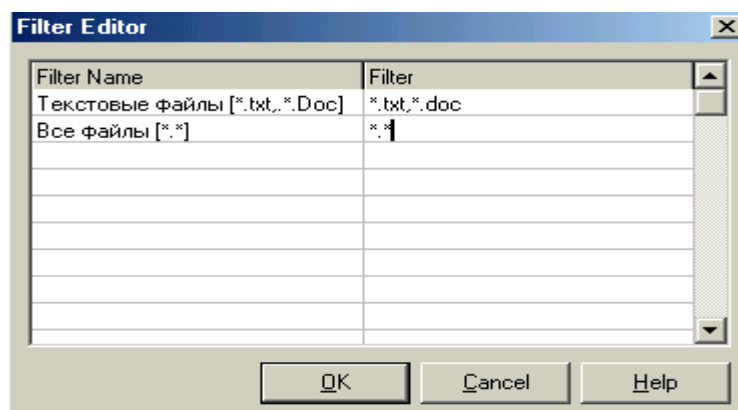 Filter Editor
Filter Name Filter
Текстовые файлы [*.txt,.*.Doc] *.txt,*.doc
Все файлы [*.*] *.*
OK Cancel Help